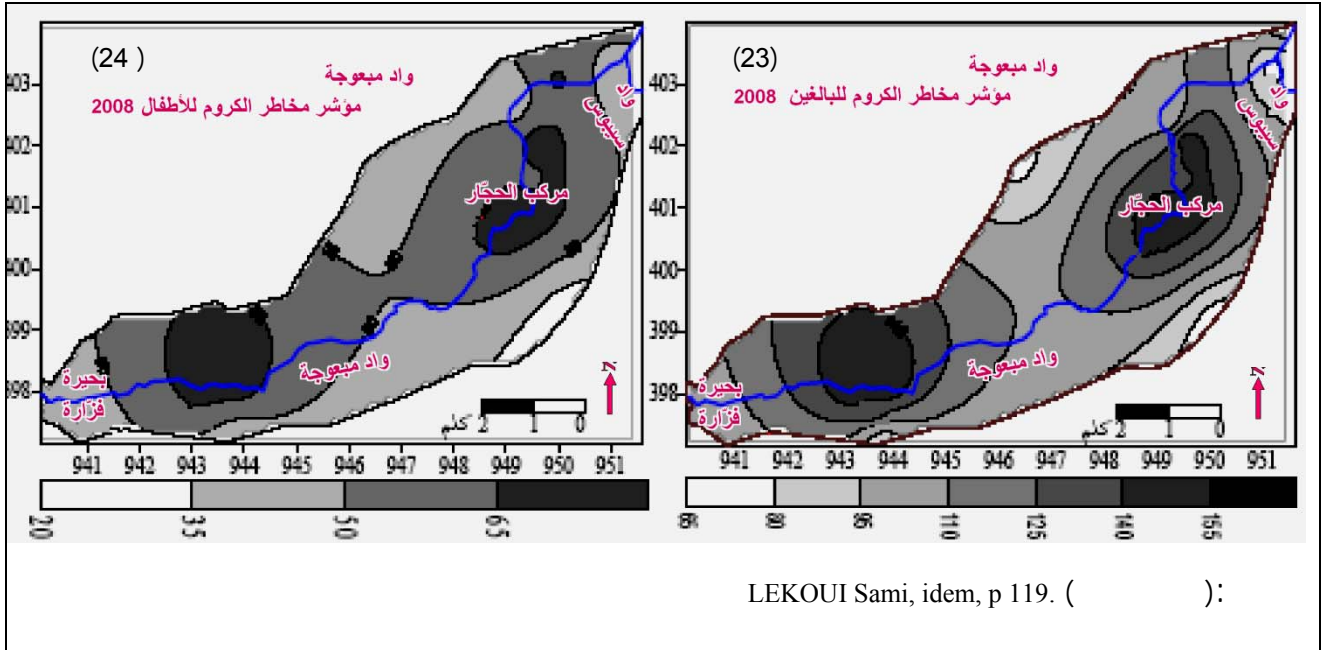 (24 )
واد مبعوجة
مؤشر مخاطر الكروم للأطفال 2008
403
402
401
400
399
398
واد سيبوس
مركب الحجّار
واد مبعوجة
بحيرة فزّارة
N
2 1 0
كلم
941 942 943 944 945 946 947 948 949 950 951
20 35 50 65
(23)
واد مبعوجة
مؤشر مخاطر الكروم للبالغين 2008
403
402
401
400
399
398
واد سيبوس
مركب الحجّار
واد مبعوجة
بحيرة فزّارة
N
2 1 0
كلم
941 942 943 944 945 946 947 948 949 950 951
80 95 110 125 140 155
LEKOUI Sami, idem, p 119. ( ):